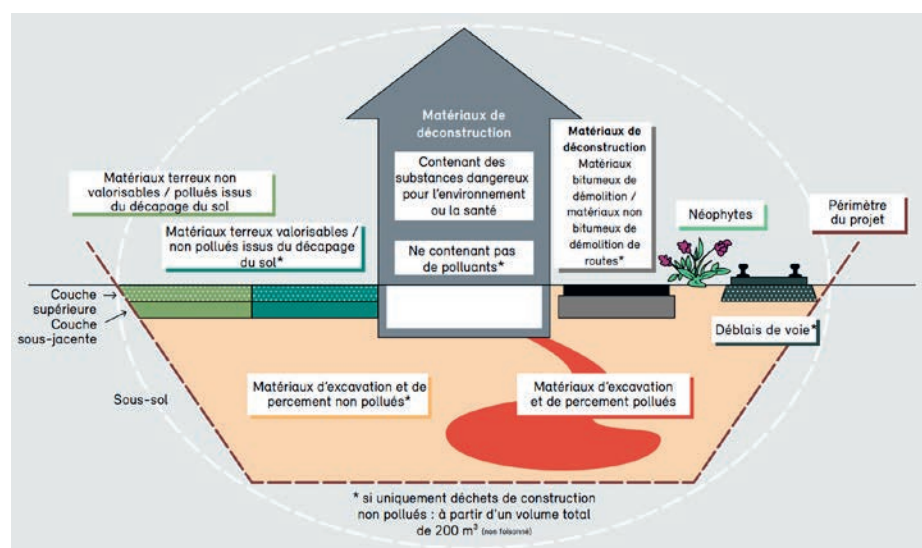 Matériaux de
déconstruction
Contenant des
substances dangereux
pour l'environnement
ou la santé
Ne contenant pas
de polluants*
Matériaux de
déconstruction
Matériaux
bitumeux de
démolition /
matériaux non
bitumeux de
démolition de
routes*
Matériaux terreux non
valorisables / pollués issus
du décapage du sol
Matériaux terreux valorisables /
non pollués issus du décapage
du sol*
Néophytes
Périmètre
du projet
Couche
supérieure
Couche
sous-jacente
Déblais de voie*
Sous-sol
Matériaux d'excavation et de
percement non pollués*
Matériaux d'excavation
et de percement pollués
* si uniquement déchets de construction
non pollués : à partir d'un volume total
de 200 m³ (non foisonné)